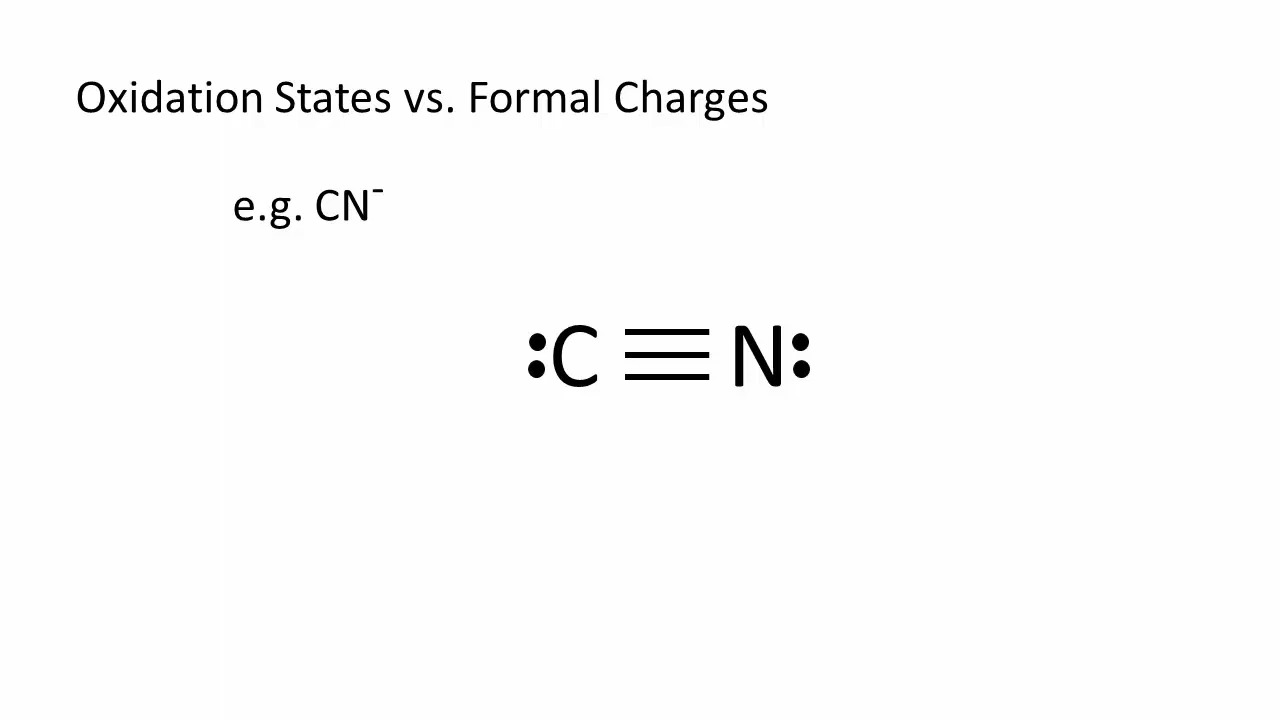 Oxidation States vs. Formal Charges
e.g. CN⁻
:C≡N: